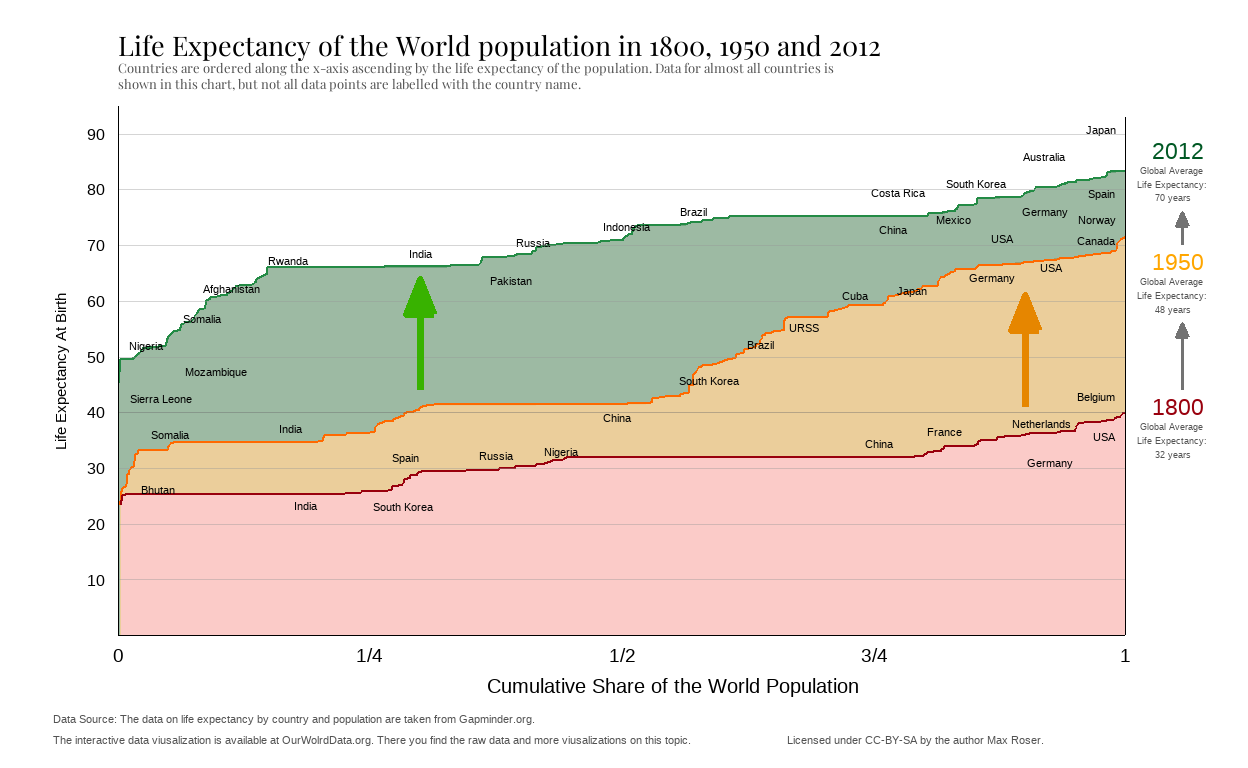 Life Expectancy of the World population in 1800, 1950 and 2012
Countries are ordered along the x-axis ascending by the life expectancy of the population. Data for almost all countries is
shown in this chart, but not all data points are labelled with the country name.
Life Expectancy At Birth
90
80
70
60
50
40
30
20
10
Japan
Australia
South Korea
Costa Rica
Spain
Brazil
Germany
Mexico
Norway
Indonesia
China
USA
Canada
Russia
India
Rwanda
Pakistan
Afghanistan
Somalia
Nigeria
Mozambique
Sierra Leone
USA
Germany
Japan
Cuba
URSS
Brazil
South Korea
China
India
Somalia
Belgium
Netherlands
France
USA
China
Germany
Nigeria
Russia
Spain
Bhutan
India
South Korea
2012
Global Average
Life Expectancy:
70 years
1950
Global Average
Life Expectancy:
48 years
1800
Global Average
Life Expectancy:
32 years
0 1/4 1/2 3/4 1
Cumulative Share of the World Population
Data Source: The data on life expectancy by country and population are taken from Gapminder.org.
The interactive data viusalization is available at OurWolrdData.org. There you find the raw data and more viusalizations on this topic. Licensed under CC-BY-SA by the author Max Roser.